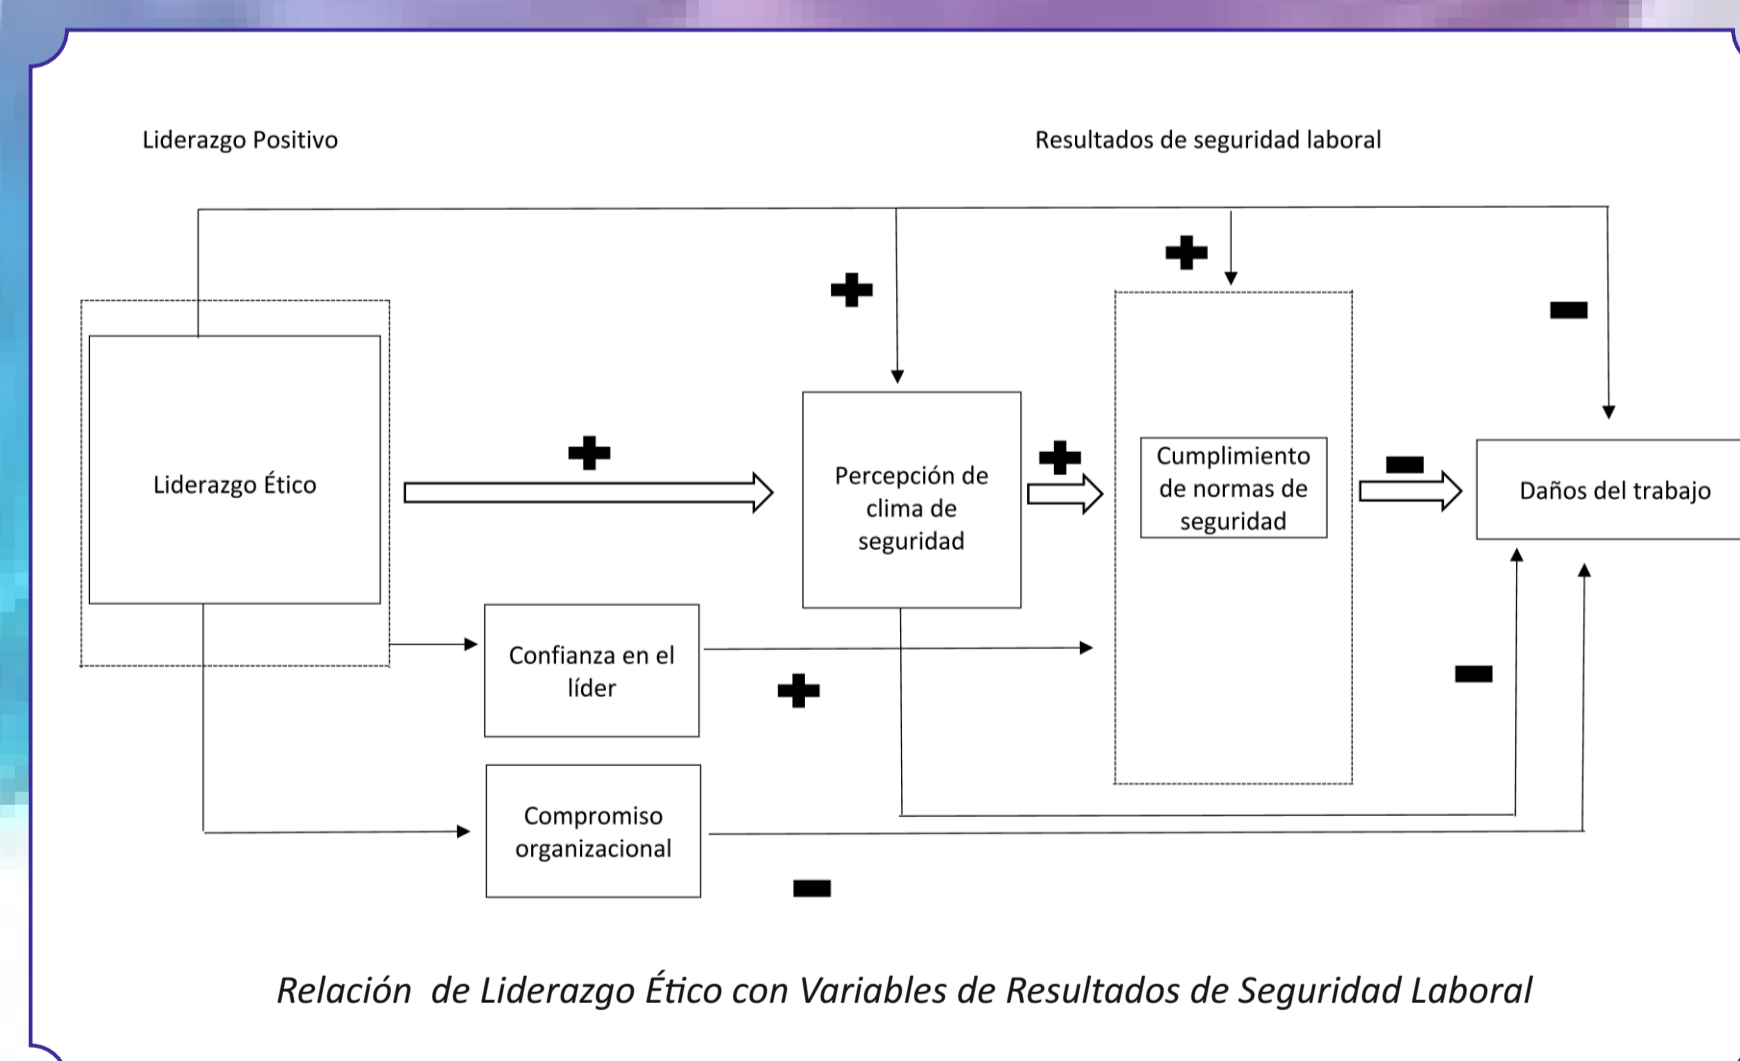 Liderazgo Positivo
Resultados de seguridad laboral
Liderazgo Ético
Percepción de
clima de
seguridad
Cumplimiento
de normas de
seguridad
Daños del trabajo
Confianza en el
líder
Compromiso
organizacional
Relación de Liderazgo Ético con Variables de Resultados de Seguridad Laboral